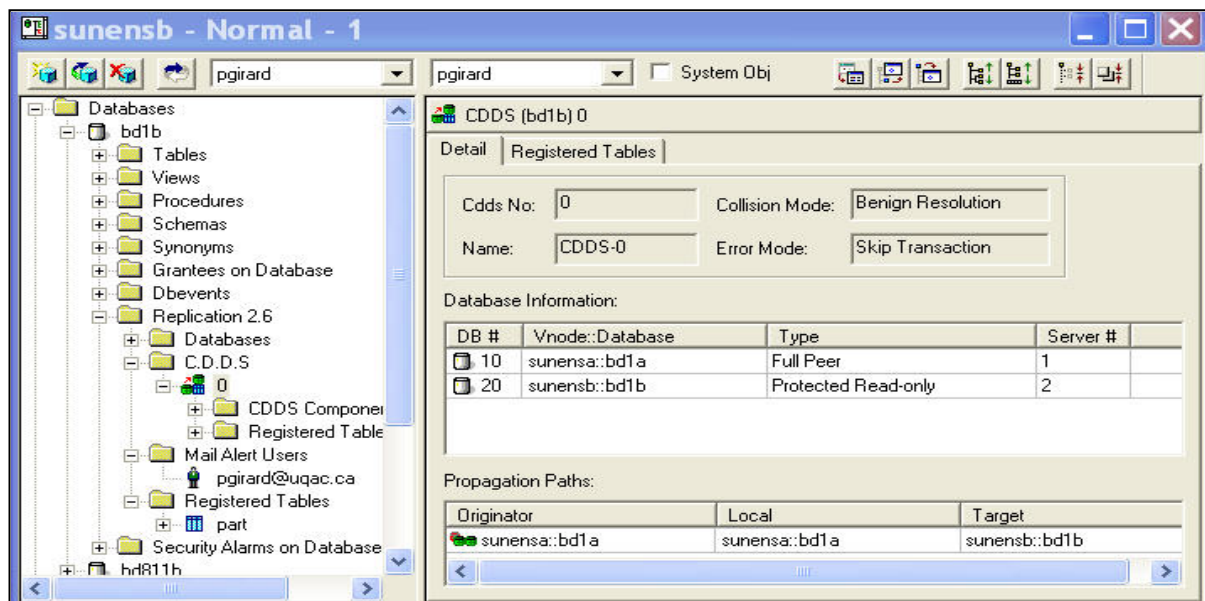 sunensb - Normal - 1
pgirard
pgirard
System Obj
Databases
bd1b
Tables
Views
Procedures
Schemas
Synonyms
Grantees on Database
Dbevents
Replication 2.6
Databases
C.D.D.S
0
CDDS Componer
Registered Table
Mail Alert Users
pgirard@uqac.ca
Registered Tables
part
Security Alarms on Database
bd811b
CDDS (bd1b) 0
Detail Registered Tables
Cdds No: 0 Collision Mode: Benign Resolution
Name: CDDS-0 Error Mode: Skip Transaction
Database Information:
DB # Vnode::Database Type Server #
10 sunensa::bd1a Full Peer 1
20 sunensb::bd1b Protected Read-only 2
Propagation Paths:
Originator Local Target
sunensa::bd1a sunensa::bd1a sunensb::bd1b